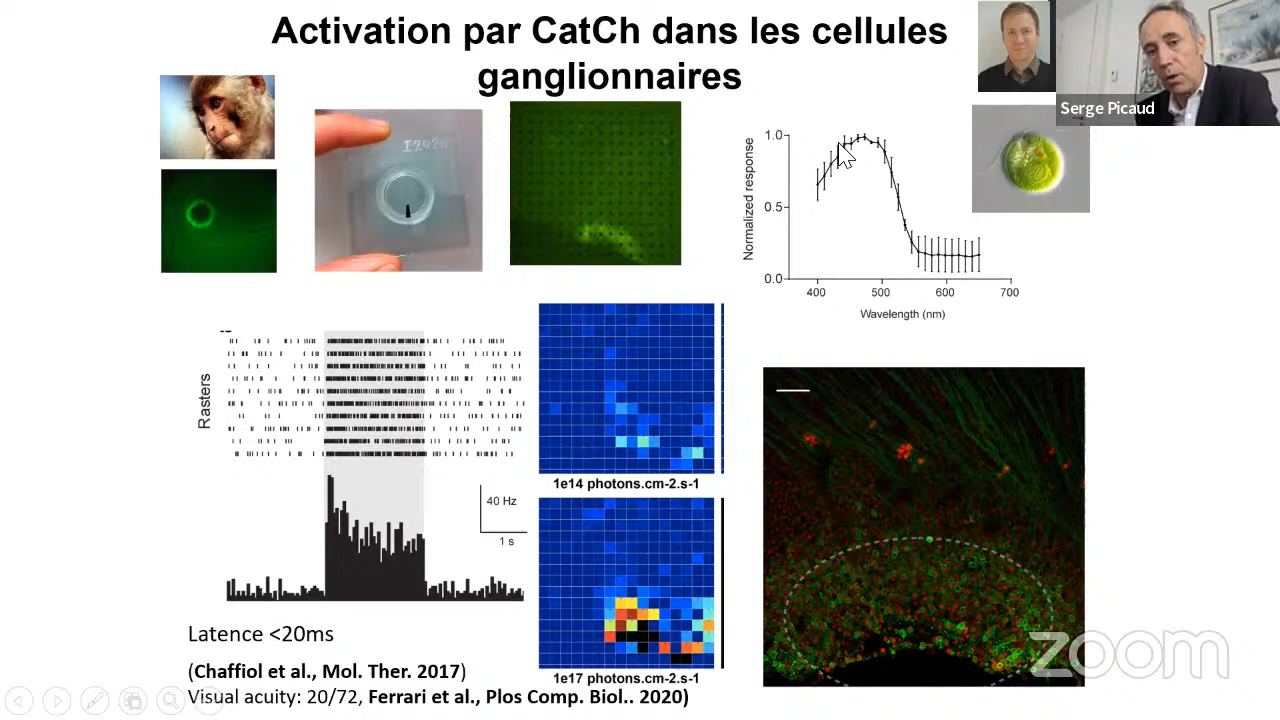 Activation par CatCh dans les cellules
ganglionnaires
Serge Picaud
I2426
Normalized response
1.0
0.5
0.0
400 500 600 700
Wavelength (nm)
Rasters
40 Hz
1 s
1e14 photons.cm-2.s-1
1e17 photons.cm-2.s-1
Latence <20ms
(Chaffiol et al., Mol. Ther. 2017)
Visual acuity: 20/72, Ferrari et al., Plos Comp. Biol.. 2020)
zoom